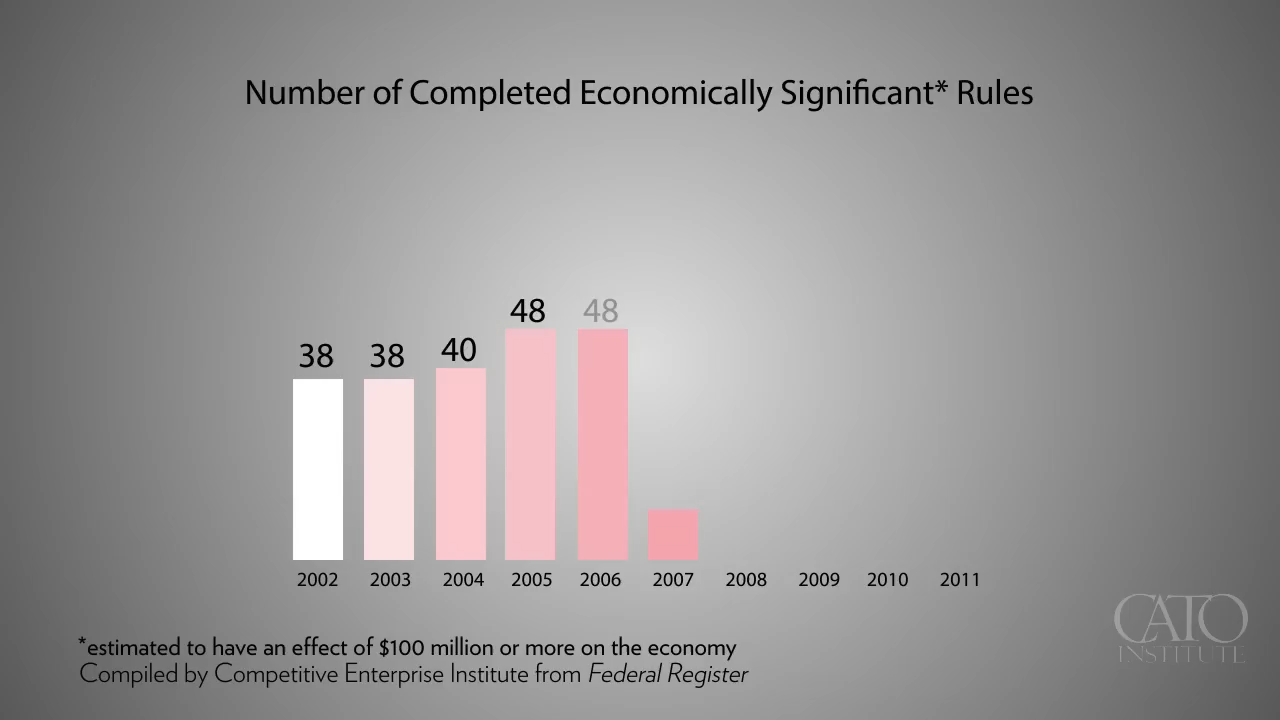 Number of Completed Economically Significant* Rules
48 48
38 38 40
2002 2003 2004 2005 2006 2007 2008 2009 2010 2011
*estimated to have an effect of $100 million or more on the economy
Compiled by Competitive Enterprise Institute from Federal Register
CATO
INSTITUTE